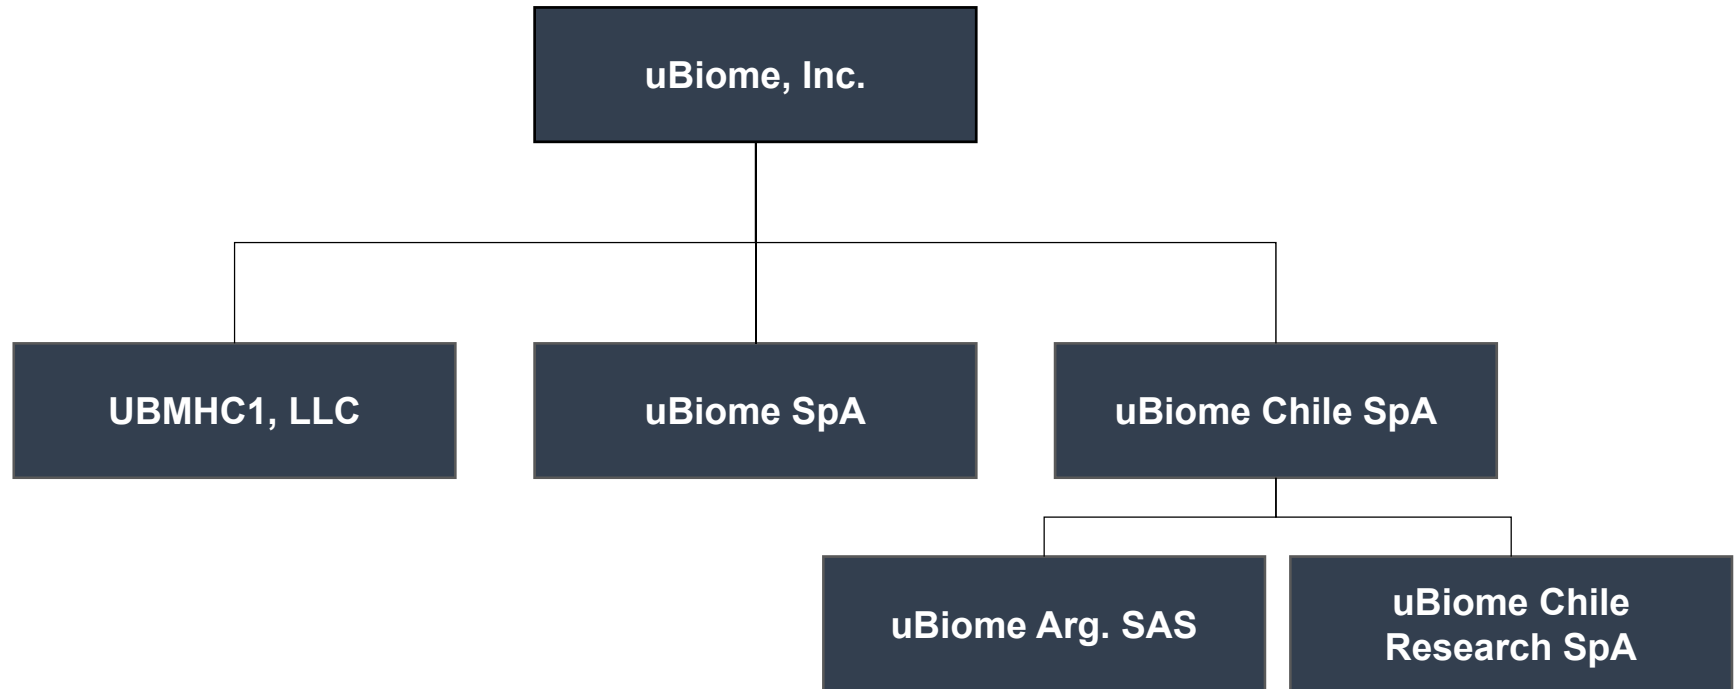 uBiome, Inc.
UBMHC1, LLC
uBiome SpA
uBiome Chile SpA
uBiome Arg. SAS
uBiome Chile
Research SpA